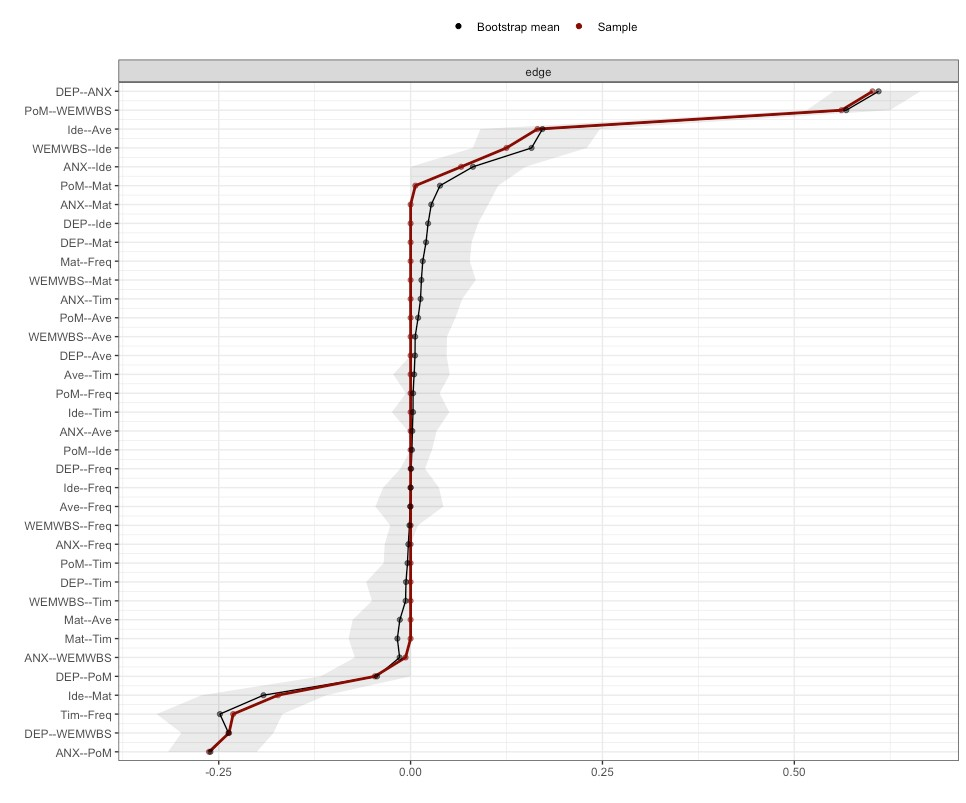 Bootstrap mean Sample
edge
DEP--ANX
PoM--WEMWBS
Ide--Ave
WEMWBS--Ide
ANX--Ide
PoM--Mat
ANX--Mat
DEP--Ide
DEP--Mat
Mat--Freq
WEMWBS--Mat
ANX--Tim
PoM--Ave
WEMWBS--Ave
DEP--Ave
Ave--Tim
PoM--Freq
Ide--Tim
ANX--Ave
PoM--Ide
DEP--Freq
Ide--Freq
Ave--Freq
WEMWBS--Freq
ANX--Freq
PoM--Tim
DEP--Tim
WEMWBS--Tim
Mat--Ave
Mat--Tim
ANX--WEMWBS
DEP--PoM
Ide--Mat
Tim--Freq
DEP--WEMWBS
ANX--PoM
-0.25 0.00 0.25 0.50